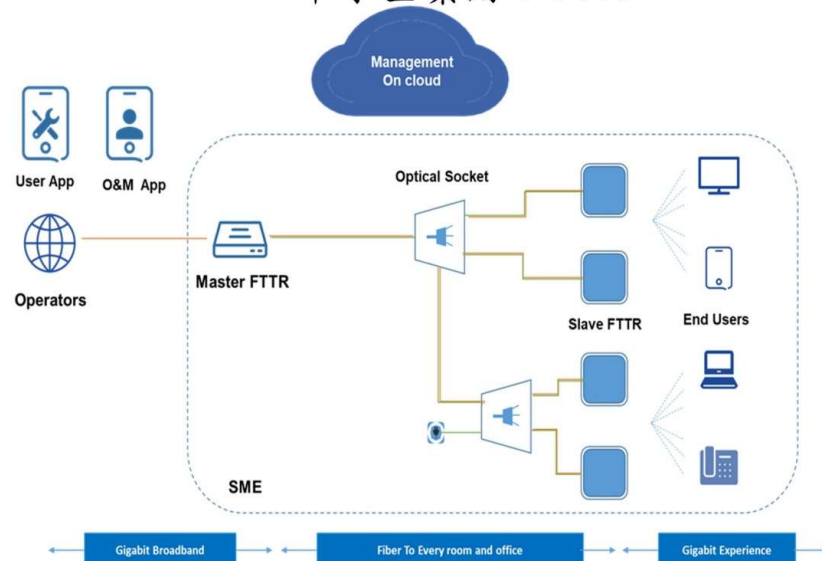 Management
On cloud
User App
O&M App
Optical Socket
Operators
Master FTTR
Slave FTTR
End Users
SME
Gigabit Broadband
Fiber To Every room and office
Gigabit Experience